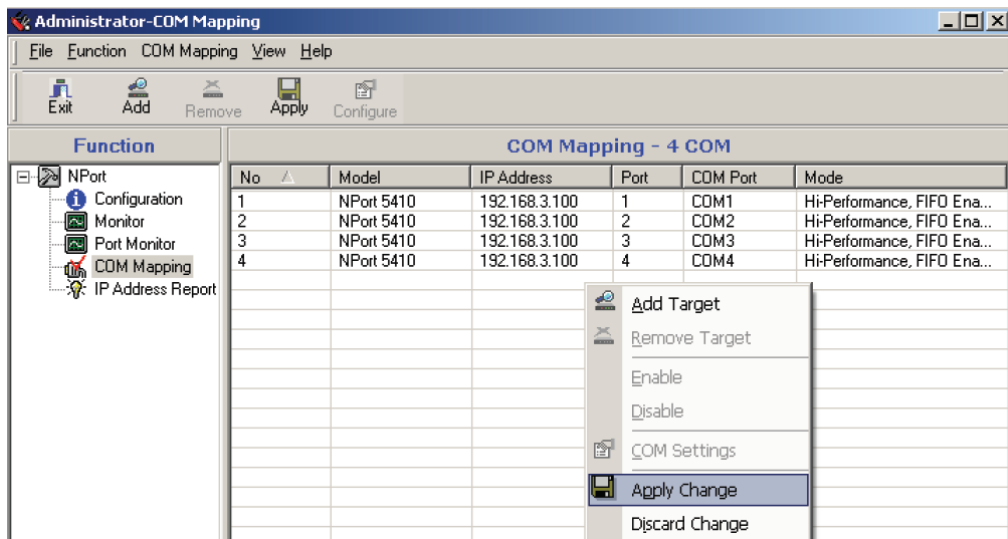 Administrator-COM Mapping
File Function COM Mapping View Help
Exit Add Remove Apply Configure
Function
COM Mapping - 4 COM
NPort
Configuration
Monitor
Port Monitor
COM Mapping
IP Address Report
No Model IP Address Port COM Port Mode
1 NPort 5410 192.168.3.100 1 COM1 Hi-Performance, FIFO Ena...
2 NPort 5410 192.168.3.100 2 COM2 Hi-Performance, FIFO Ena...
3 NPort 5410 192.168.3.100 3 COM3 Hi-Performance, FIFO Ena...
4 NPort 5410 192.168.3.100 4 COM4 Hi-Performance, FIFO Ena...
Add Target
Remove Target
Enable
Disable
COM Settings
Apply Change
Discard Change